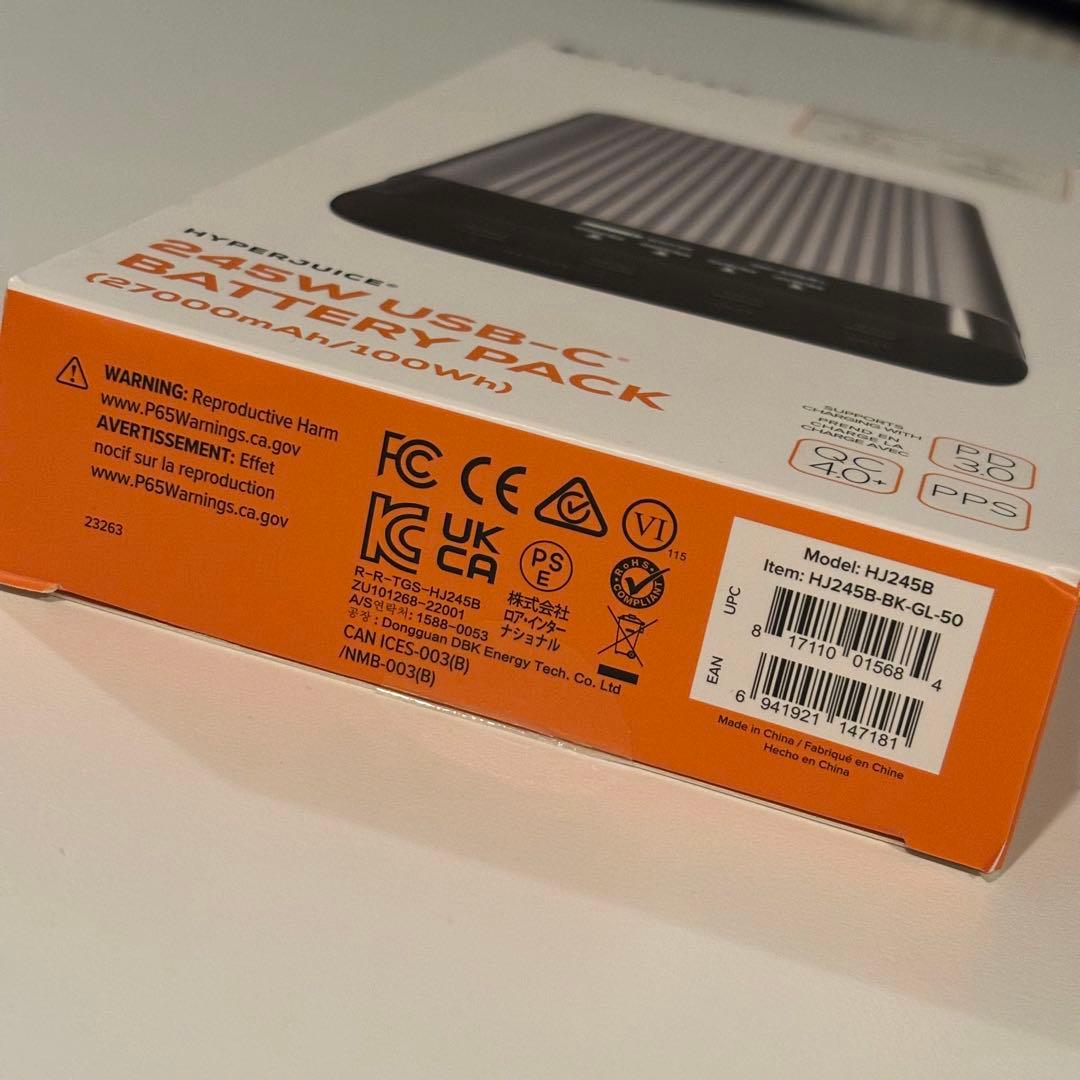 HYPERJUICE®
245W USB-C®
BATTERY PACK
(27000mAh/100Wh)
SUPPORTS
CHARGING WITH
PREND EN
CHARGE LA
CHARGE AVEC
QC
4.0+
PD
3.0
PPS
WARNING: Reproductive Harm
www.P65Warnings.ca.gov
AVERTISSEMENT: Effet
nocif sur la reproduction
www.P65Warnings.ca.gov
23263
FC
CE
VI
115
KC
UK
CA
PS
E
RoHS
COMPLIANT
R-R-TGS-HJ245B
ZU101268-22001
A/S연락처: 1588-0053
공장: Dongguan DBK Energy Tech. Co. Ltd
CAN ICES-003(B)
/NMB-003(B)
株式会社
ロア・インター
ナショナル
Model: HJ245B
Item: HJ245B-BK-GL-50
UPC
8 17110 01568 4
EAN
6 941921 147181
Made in China / Fabriqué en Chine
Hecho en China